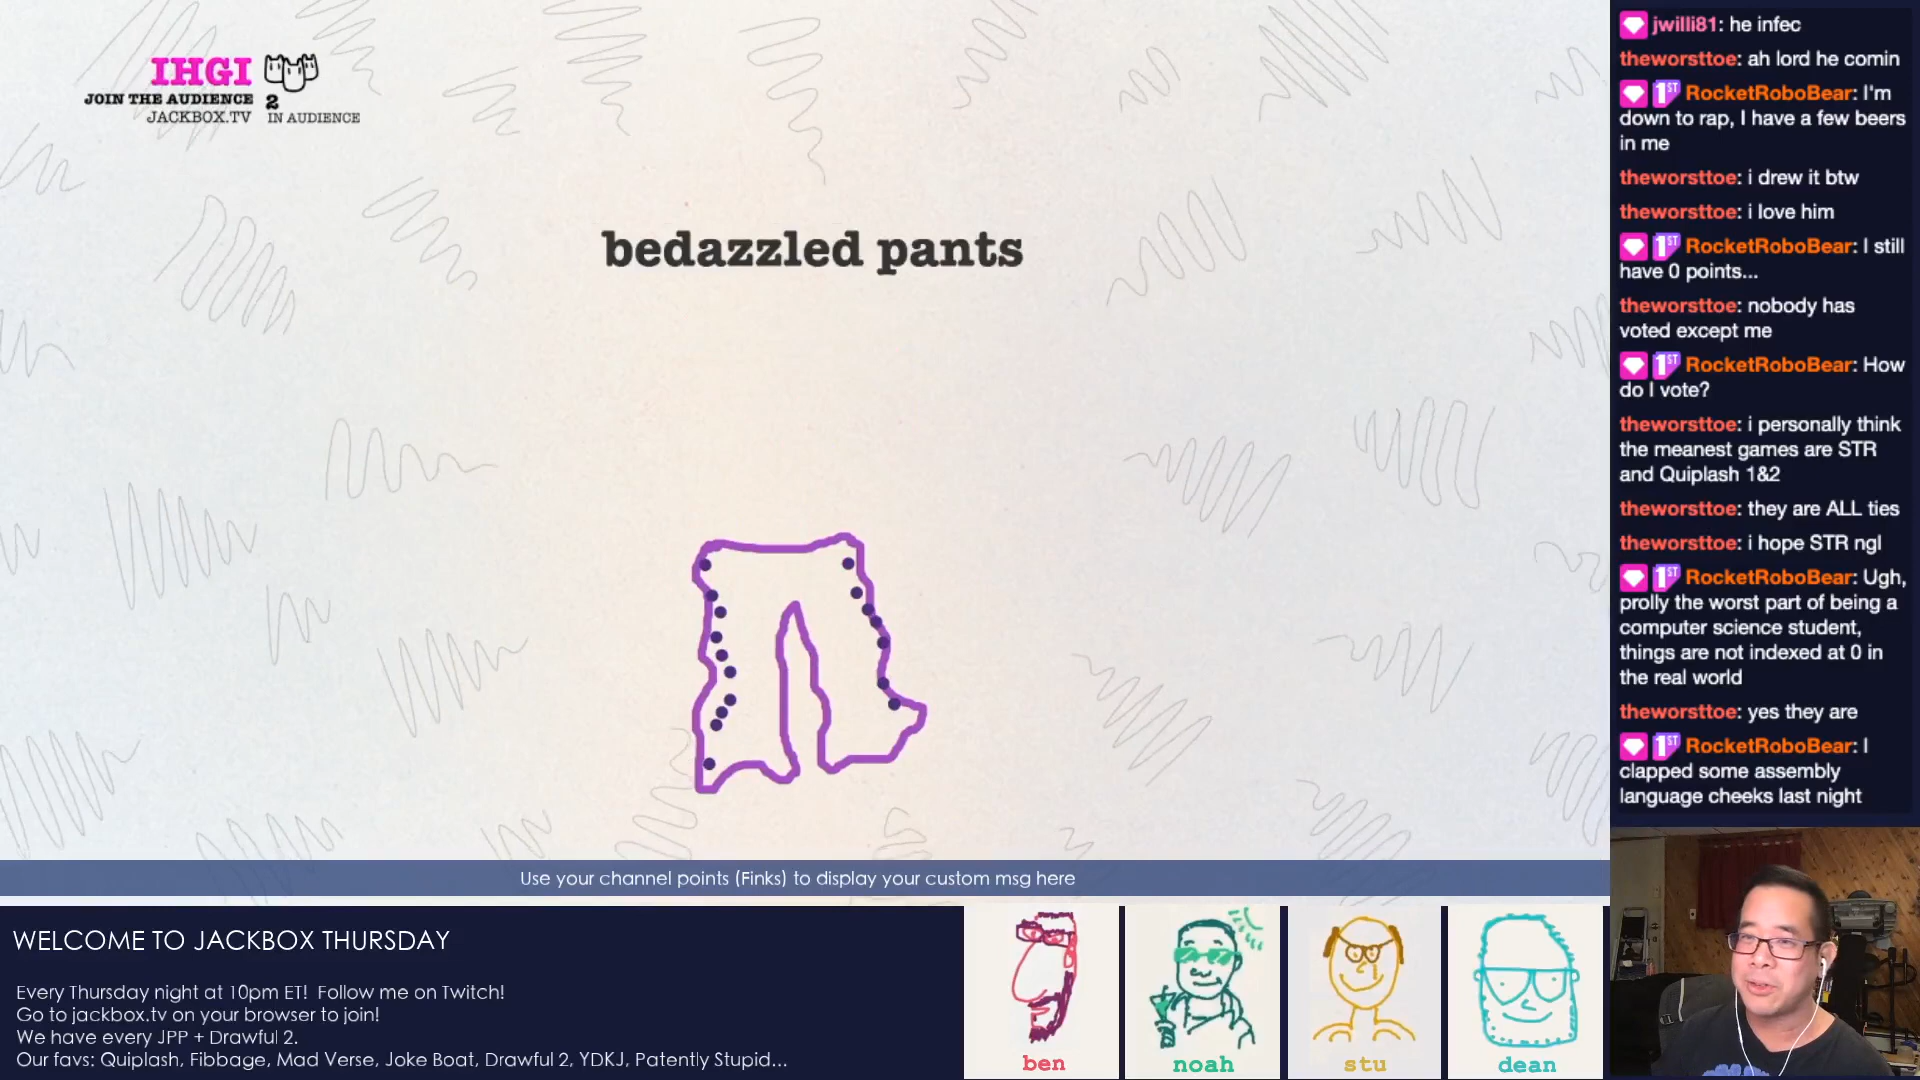 IHGI
JOIN THE AUDIENCE
JACKBOX.TV
2
IN AUDIENCE
bedazzled pants
Use your channel points (Finks) to display your custom msg here
WELCOME TO JACKBOX THURSDAY
Every Thursday night at 10pm ET! Follow me on Twitch!
Go to jackbox.tv on your browser to join!
We have every JPP + Drawful 2.
Our favs: Quiplash, Fibbage, Mad Verse, Joke Boat, Drawful 2, YDKJ, Patently Stupid...
ben
noah
stu
dean
jwilli81: he infec
theworsttoe: ah lord he comin
1ST RocketRoboBear: I'm
down to rap, I have a few beers
in me
theworsttoe: i drew it btw
theworsttoe: i love him
1ST RocketRoboBear: I still
have 0 points...
theworsttoe: nobody has
voted except me
1ST RocketRoboBear: How
do I vote?
theworsttoe: i personally think
the meanest games are STR
and Quiplash 1&2
theworsttoe: they are ALL ties
theworsttoe: i hope STR ngl
1ST RocketRoboBear: Ugh,
prolly the worst part of being a
computer science student,
things are not indexed at 0 in
the real world
theworsttoe: yes they are
1ST RocketRoboBear: I
clapped some assembly
language cheeks last night